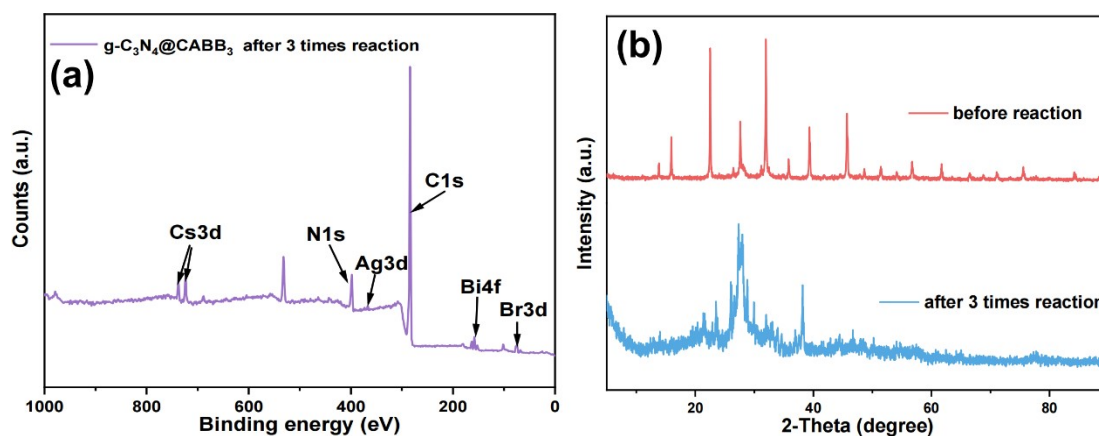 g-C₃N₄@CABB₃ after 3 times reaction
(a)
Counts (a.u.)
C1s
Cs3d
N1s
Ag3d
Bi4f
Br3d
1000 800 600 400 200 0
Binding energy (eV)
(b)
before reaction
Intensity (a.u.)
after 3 times reaction
20 40 60 80
2-Theta (degree)